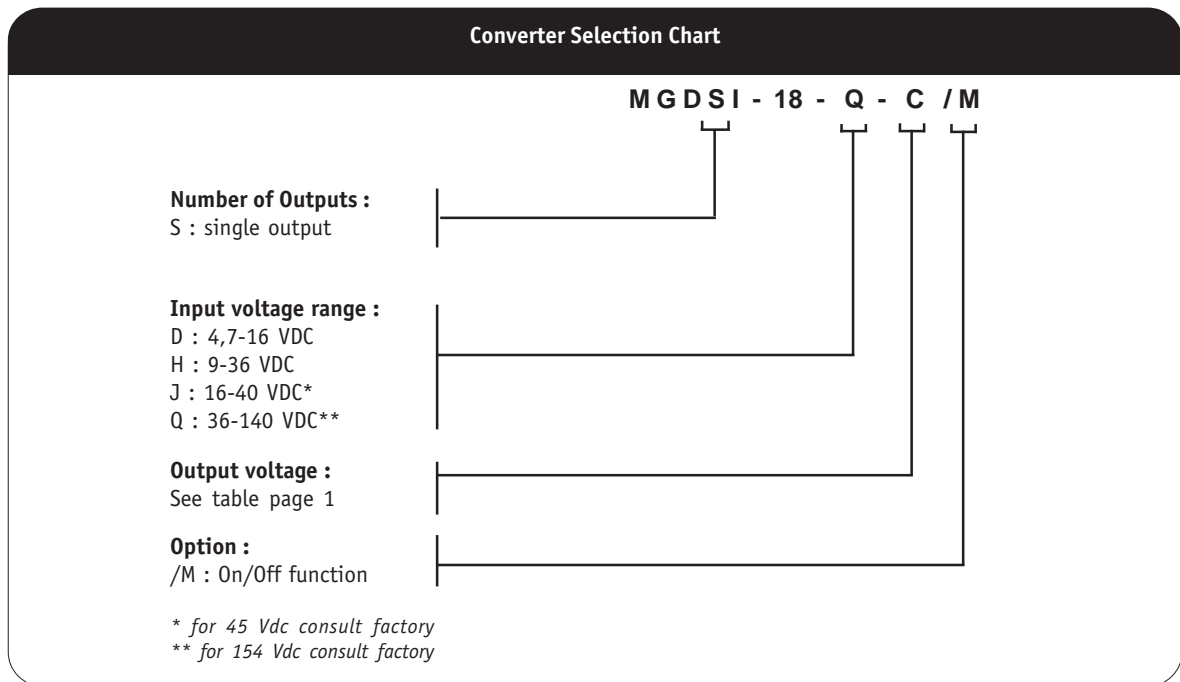 Converter Selection Chart
MGDSI - 18 - Q - C /M
Number of Outputs :
S : single output
Input voltage range :
D : 4,7-16 VDC
H : 9-36 VDC
J : 16-40 VDC*
Q : 36-140 VDC**
Output voltage :
See table page 1
Option :
/M : On/Off function
* for 45 Vdc consult factory
** for 154 Vdc consult factory